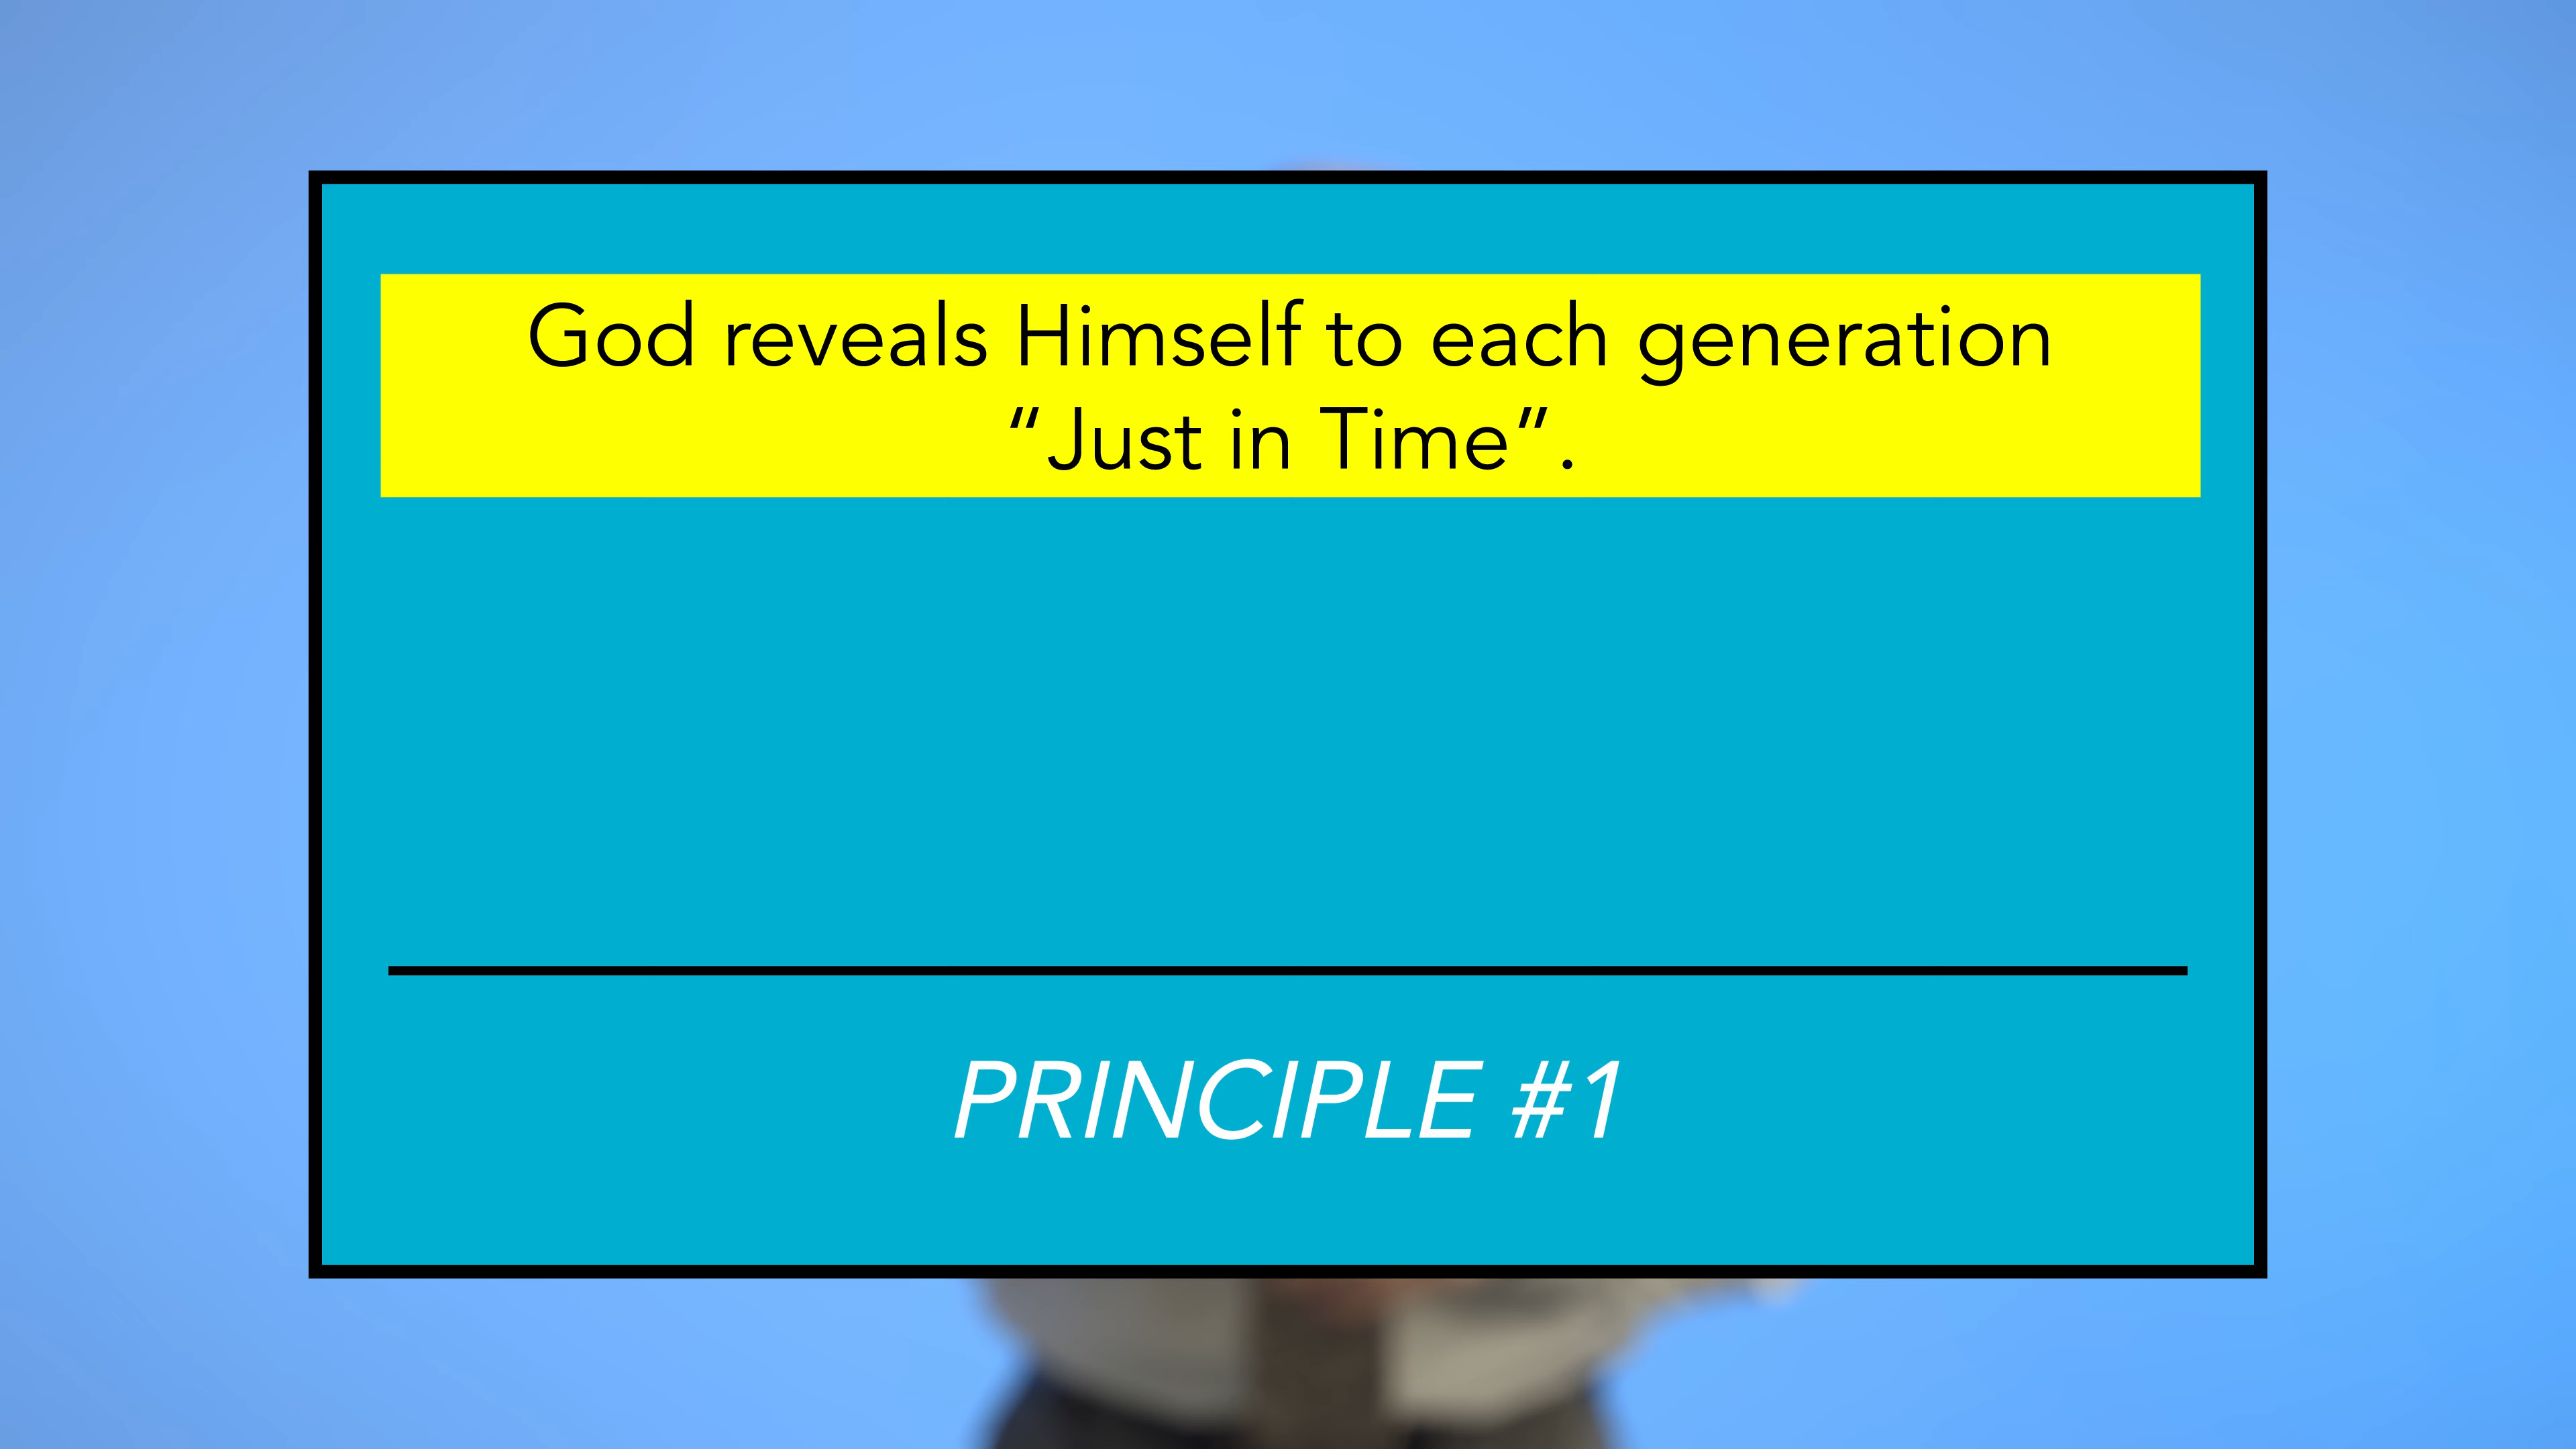 God reveals Himself to each generation
“Just in Time”.
PRINCIPLE #1